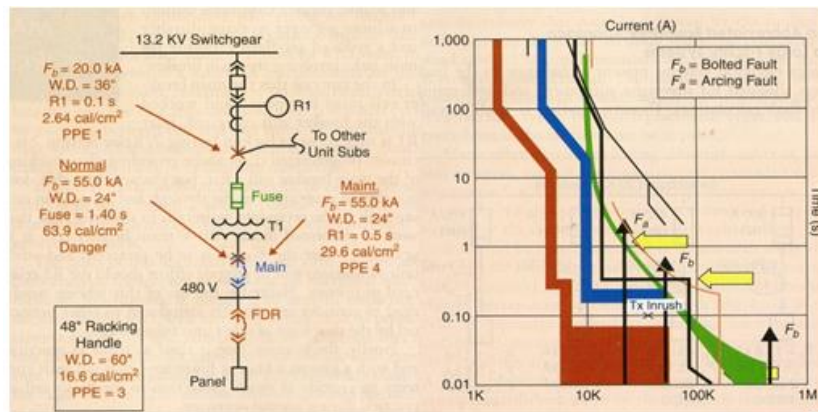 13.2 KV Switchgear
Fb = 20.0 kA
W.D. = 36"
R1 = 0.1 s
2.64 cal/cm²
PPE 1
R1
To Other
Unit Subs
Normal
Fb = 55.0 kA
W.D. = 24"
Fuse = 1.40 s
63.9 cal/cm²
Danger
Fuse
T1
Maint.
Fb = 55.0 kA
W.D. = 24"
R1 = 0.5 s
29.6 cal/cm²
PPE 4
Main
480 V
FDR
Panel
48" Racking
Handle
W.D. = 60"
16.6 cal/cm²
PPE = 3
Current (A)
1,000
100
10
1
0.10
0.01
Fb = Bolted Fault
Fa = Arcing Fault
Fa
Fb
Tx Inrush
Fb
Time (s)
1K
10K
100K
1M